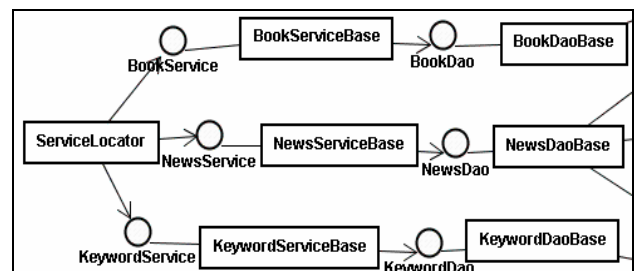 BookServiceBase
BookDaoBase
BookService
BookDao
ServiceLocator
NewsServiceBase
NewsDaoBase
NewsService
NewsDao
KeywordServiceBase
KeywordDaoBase
KeywordService
KeywordDao